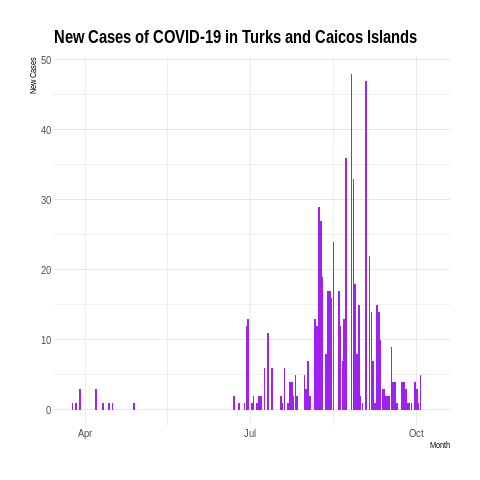 New Cases of COVID-19 in Turks and Caicos Islands
New Cases
50
40
30
20
10
0
Apr
Jul
Oct
Month